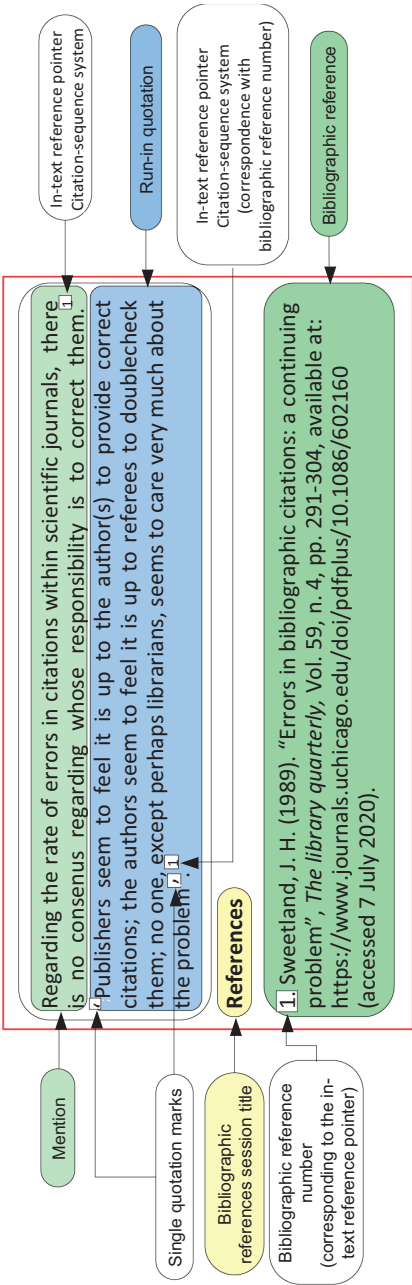 Mention
Single quotation marks
Bibliographic
references session title
Bibliographic reference
number
(corresponding to the in-
text reference pointer)
Regarding the rate of errors in citations within scientific journals, there
is no consenus regarding whose responsibility is to correct them. 1
‘Publishers seem to feel it is up to the author(s) to provide correct
citations; the authors seem to feel it is up to referees to doublecheck
them; no one, except perhaps librarians, seems to care very much about
the problem .’ 1
References
1. Sweetland, J. H. (1989). “Errors in bibliographic citations: a continuing
problem”, The library quarterly, Vol. 59, n. 4, pp. 291-304, available at:
https://www.journals.uchicago.edu/doi/pdfplus/10.1086/602160
(accessed 7 July 2020).
In-text reference pointer
Citation-sequence system
Run-in quotation
In-text reference pointer
Citation-sequence system
(correspondence with
bibliographic reference number)
Bibliographic reference